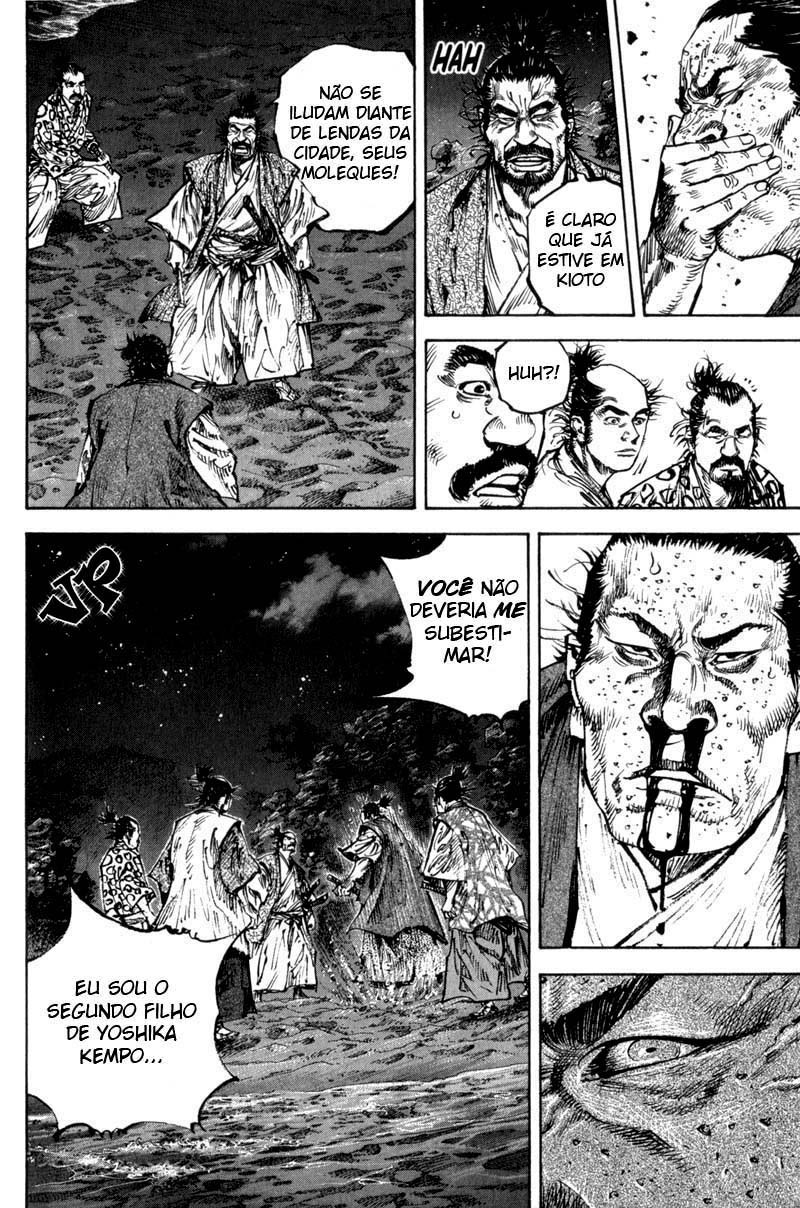 HAH
É CLARO
QUE JÁ
ESTIVE EM
KIOTO
NÃO SE
ILUDAM DIANTE
DE LENDAS DA
CIDADE, SEUS
MOLEQUES!
HUH?!
VOCÊ NÃO
DEVERIA ME
SUBESTI-
MAR!
UP
EU SOU O
SEGUNDO FILHO
DE YOSHIKA
KEMPO...